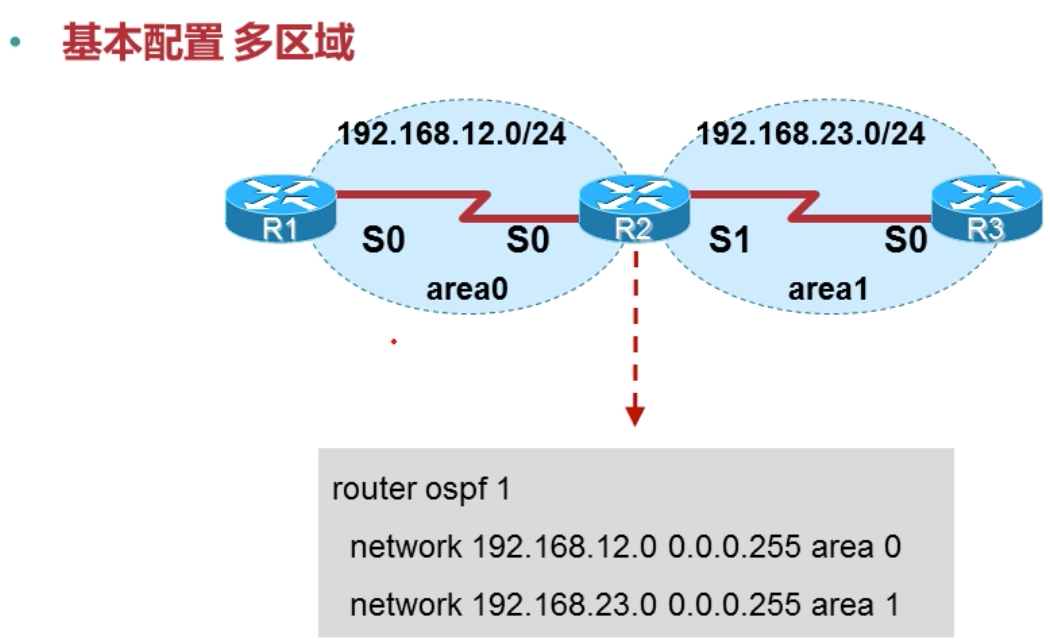 • 基本配置 多区域
192.168.12.0/24 192.168.23.0/24
R1 S0 S0 R2 S1 S0 R3
area0 area1
router ospf 1
network 192.168.12.0 0.0.0.255 area 0
network 192.168.23.0 0.0.0.255 area 1